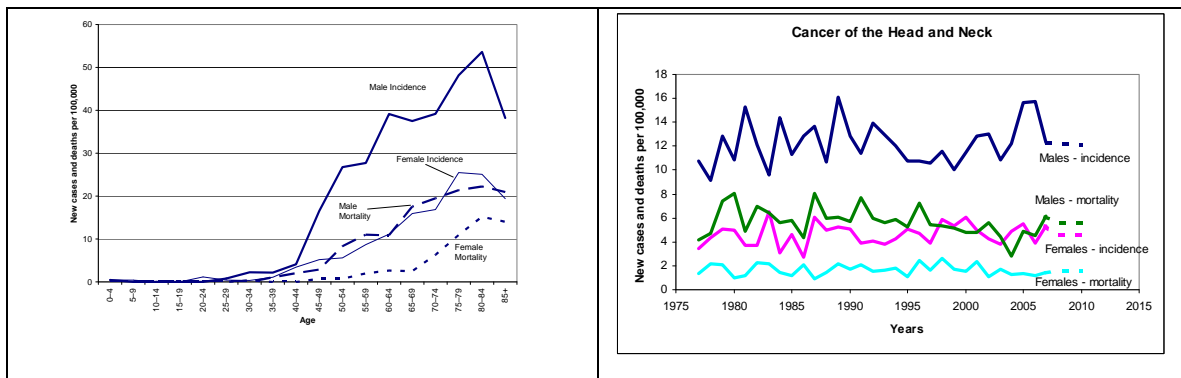 60
50
40
30
20
10
0
New cases and deaths per 100,000
Male Incidence
Female Incidence
Male
Mortality
Female
Mortality
0–4
5–9
10–14
15–19
20–24
25–29
30–34
35–39
40–44
45–49
50–54
55–59
60–64
65–69
70–74
75–79
80–84
85+
Age
Cancer of the Head and Neck
18
16
14
12
10
8
6
4
2
0
New cases and deaths per 100,000
Males - incidence
Males - mortality
Females - incidence
Females - mortality
1975
1980
1985
1990
1995
2000
2005
2010
2015
Years